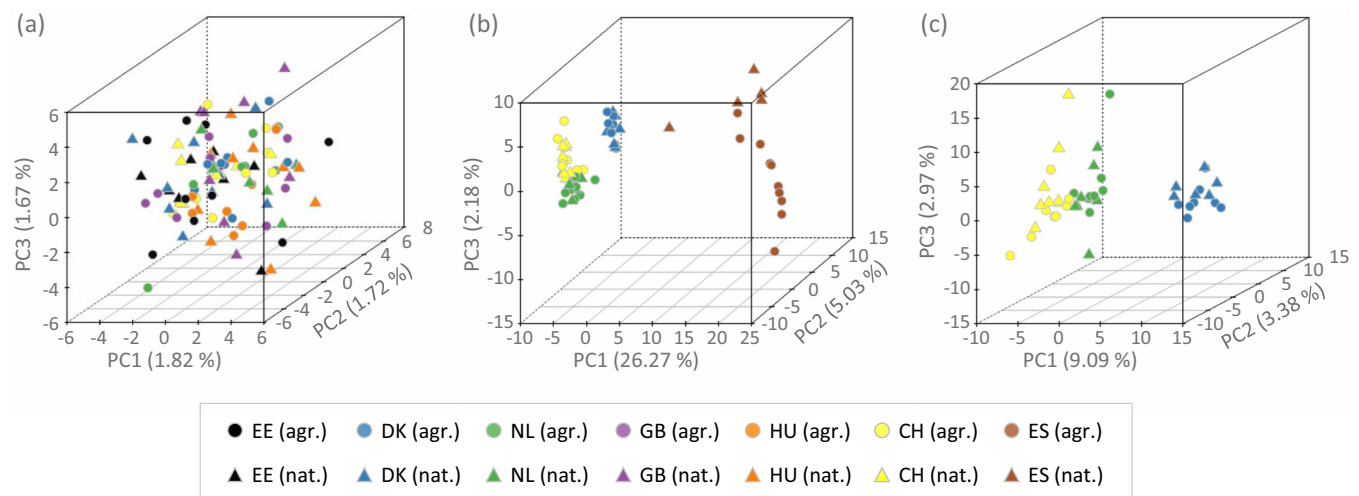 (a)
PC3 (1.67 %)
6
4
2
0
-2
-4
-6
-6 -4 -2 0 2 4 6
PC1 (1.82 %)
-6 -4 -2 0 2 4 6 8
PC2 (1.72 %)
(b)
PC3 (2.18 %)
10
5
0
-5
-10
-15
-10 -5 0 5 10 15 20 25
PC1 (26.27 %)
-10 -5 0 5 10 15
PC2 (5.03 %)
(c)
PC3 (2.97 %)
20
15
10
5
0
-5
-10
-15
-10 -5 0 5 10 15
PC1 (9.09 %)
-10 -5 0 5 10 15
PC2 (3.38 %)
EE (agr.) DK (agr.) NL (agr.) GB (agr.) HU (agr.) CH (agr.) ES (agr.)
EE (nat.) DK (nat.) NL (nat.) GB (nat.) HU (nat.) CH (nat.) ES (nat.)